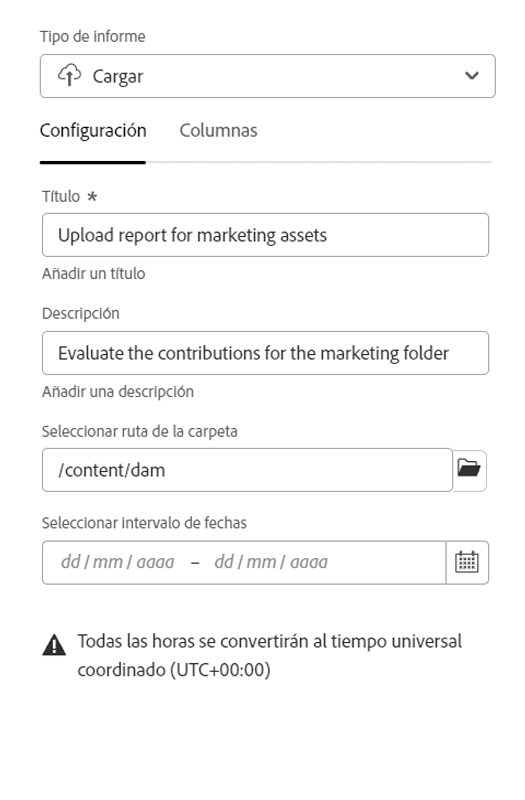 Tipo de informe
Cargar
Configuración Columnas
Título *
Upload report for marketing assets
Añadir un título
Descripción
Evaluate the contributions for the marketing folder
Añadir una descripción
Seleccionar ruta de la carpeta
/content/dam
Seleccionar intervalo de fechas
dd / mm / aaaa – dd / mm / aaaa
Todas las horas se convertirán al tiempo universal
coordinado (UTC+00:00)